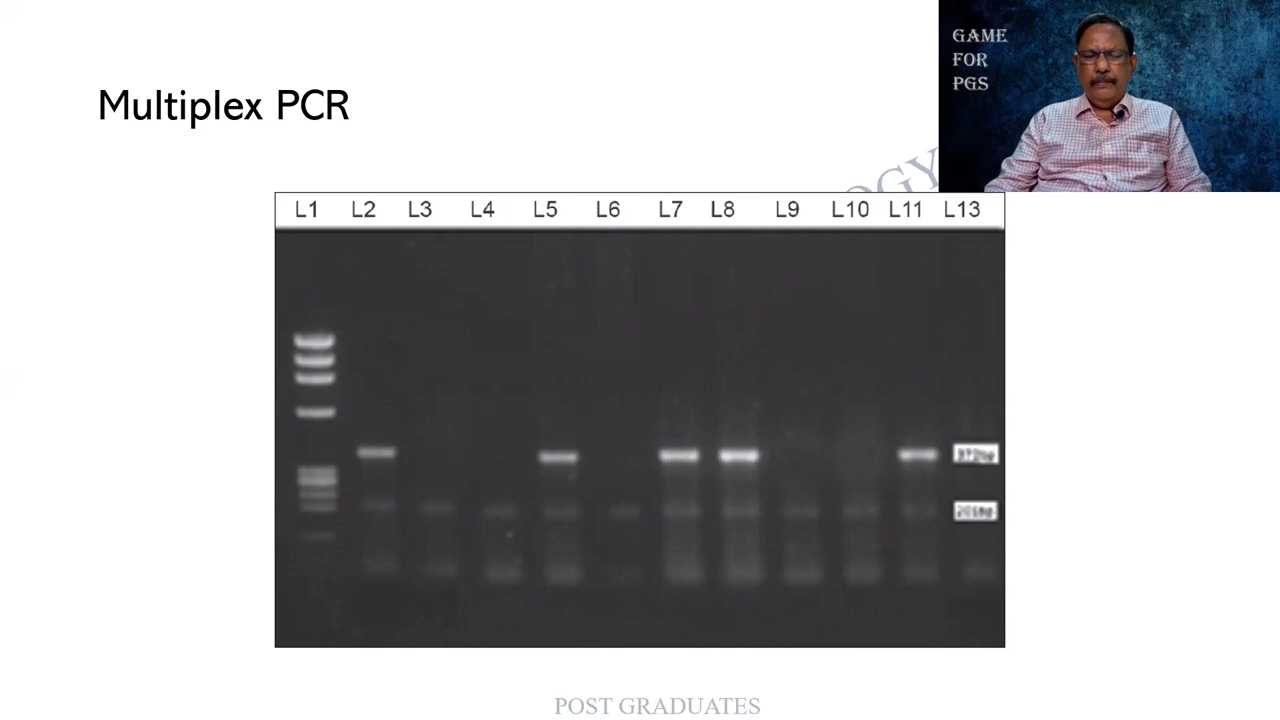 GAME
FOR
PGS
Multiplex PCR
OGY
L1 L2 L3 L4 L5 L6 L7 L8 L9 L10 L11 L13
POST GRADUATES